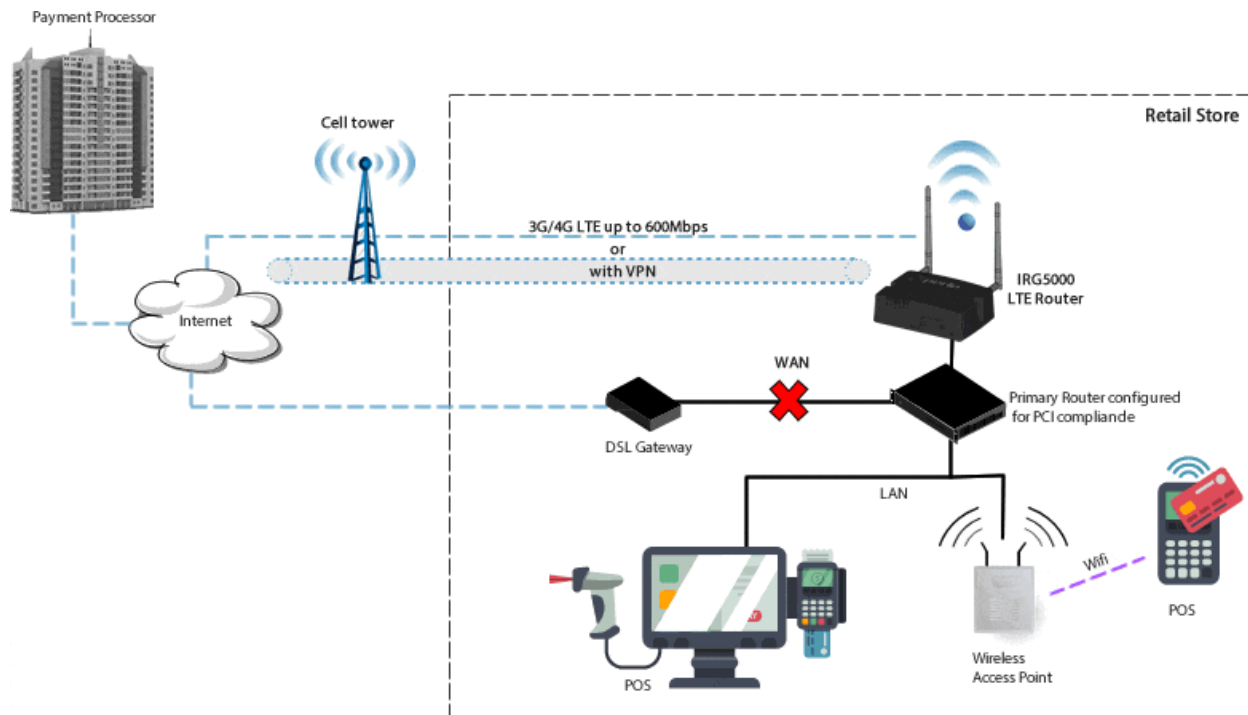 Payment Processor
Retail Store
Cell tower
3G/4G LTE up to 600Mbps
or
with VPN
IRG5000
LTE Router
Internet
WAN
Primary Router configured
for PCI compliande
DSL Gateway
LAN
Wifi
POS
POS
Wireless
Access Point